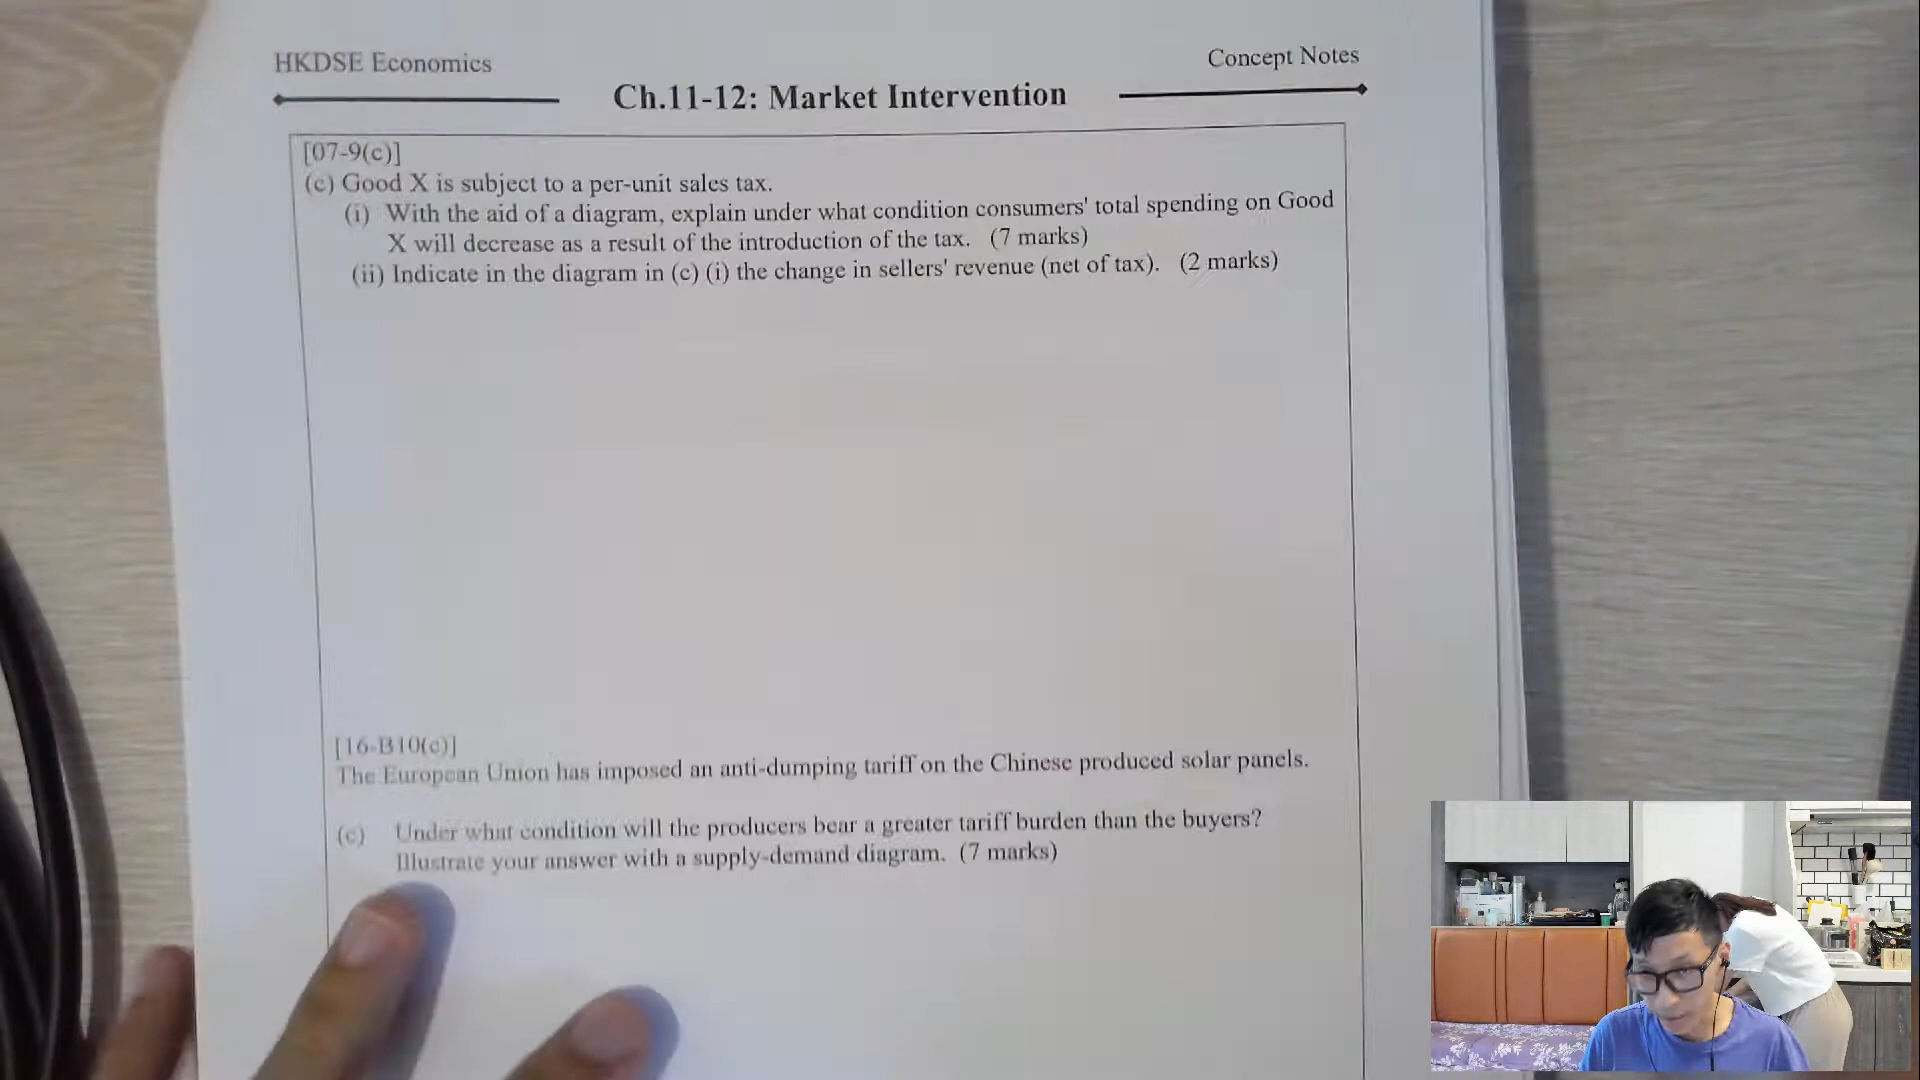 HKDSE Economics
Concept Notes
Ch.11-12: Market Intervention
[07-9(c)]
(c) Good X is subject to a per-unit sales tax.
(i) With the aid of a diagram, explain under what condition consumers' total spending on Good
X will decrease as a result of the introduction of the tax. (7 marks)
(ii) Indicate in the diagram in (c) (i) the change in sellers' revenue (net of tax). (2 marks)
[16-B10(c)]
The European Union has imposed an anti-dumping tariff on the Chinese produced solar panels.
(c) Under what condition will the producers bear a greater tariff burden than the buyers?
Illustrate your answer with a supply-demand diagram. (7 marks)